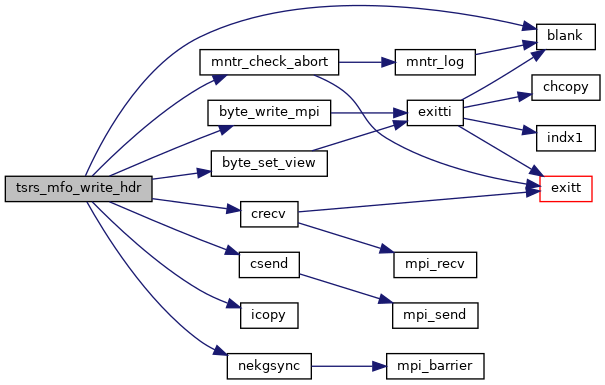 tsrs_mfo_write_hdr
blank
mntr_check_abort
mntr_log
chcopy
byte_write_mpi
exitti
indx1
byte_set_view
exitt
crecv
mpi_recv
csend
icopy
mpi_send
nekgsync
mpi_barrier